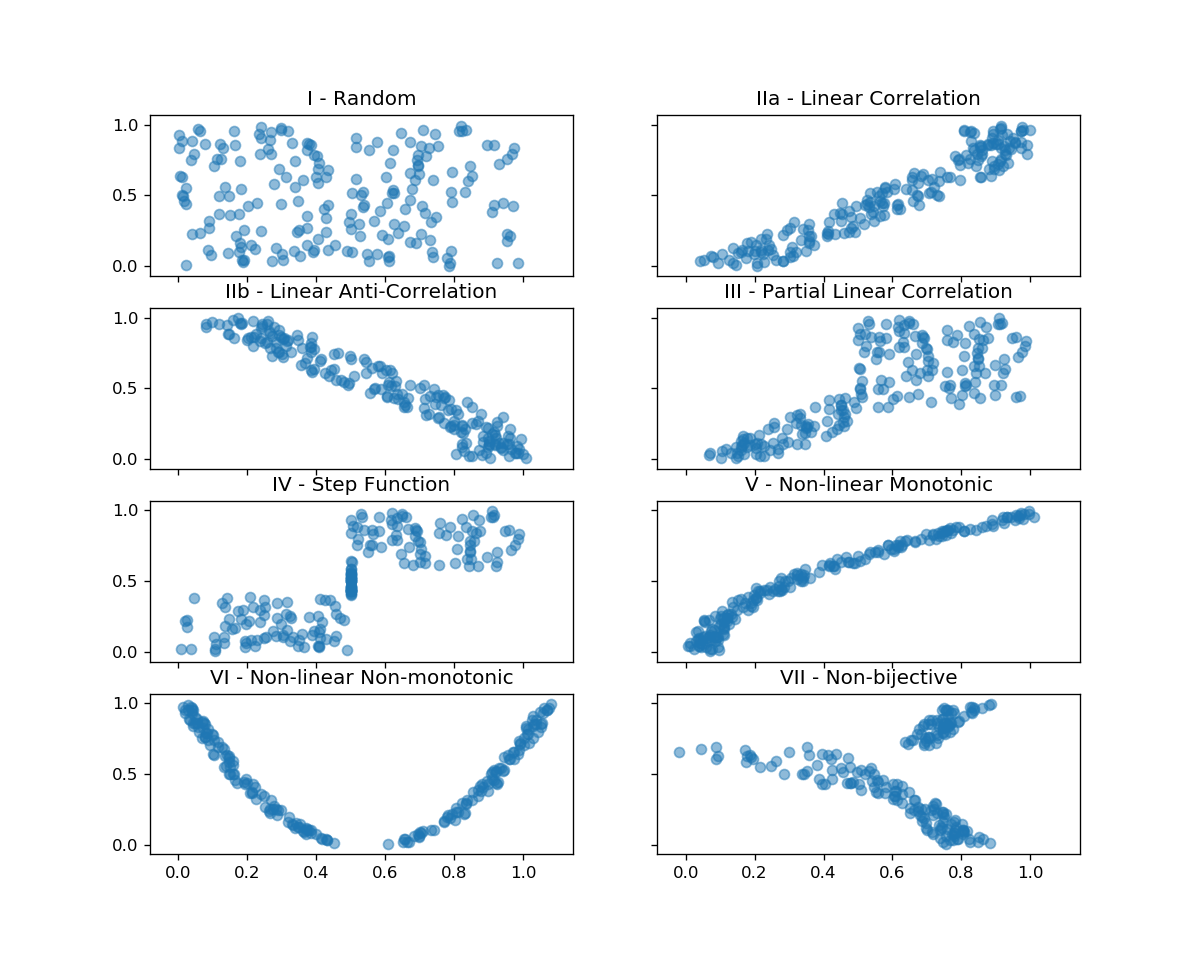 I - Random
IIa - Linear Correlation
1.0
0.5
0.0
IIb - Linear Anti-Correlation
III - Partial Linear Correlation
1.0
0.5
0.0
IV - Step Function
V - Non-linear Monotonic
1.0
0.5
0.0
VI - Non-linear Non-monotonic
VII - Non-bijective
1.0
0.5
0.0
0.0 0.2 0.4 0.6 0.8 1.0
0.0 0.2 0.4 0.6 0.8 1.0